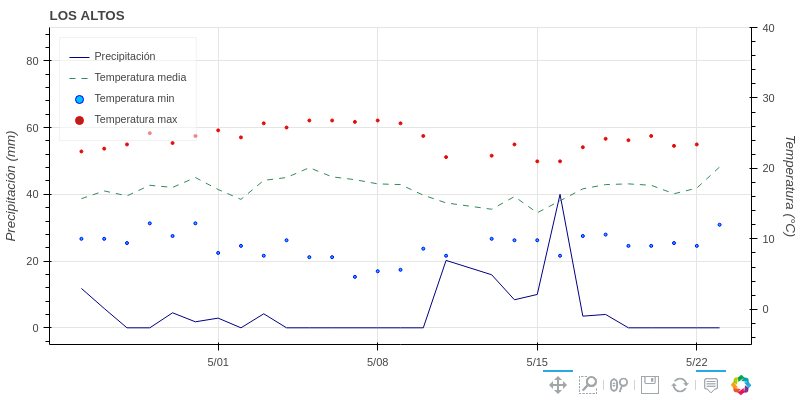 LOS ALTOS
Precipitación
Temperatura media
Temperatura min
Temperatura max
Precipitación (mm)
80
60
40
20
0
40
30
20
10
0
Temperatura (°C)
5/01
5/08
5/15
5/22